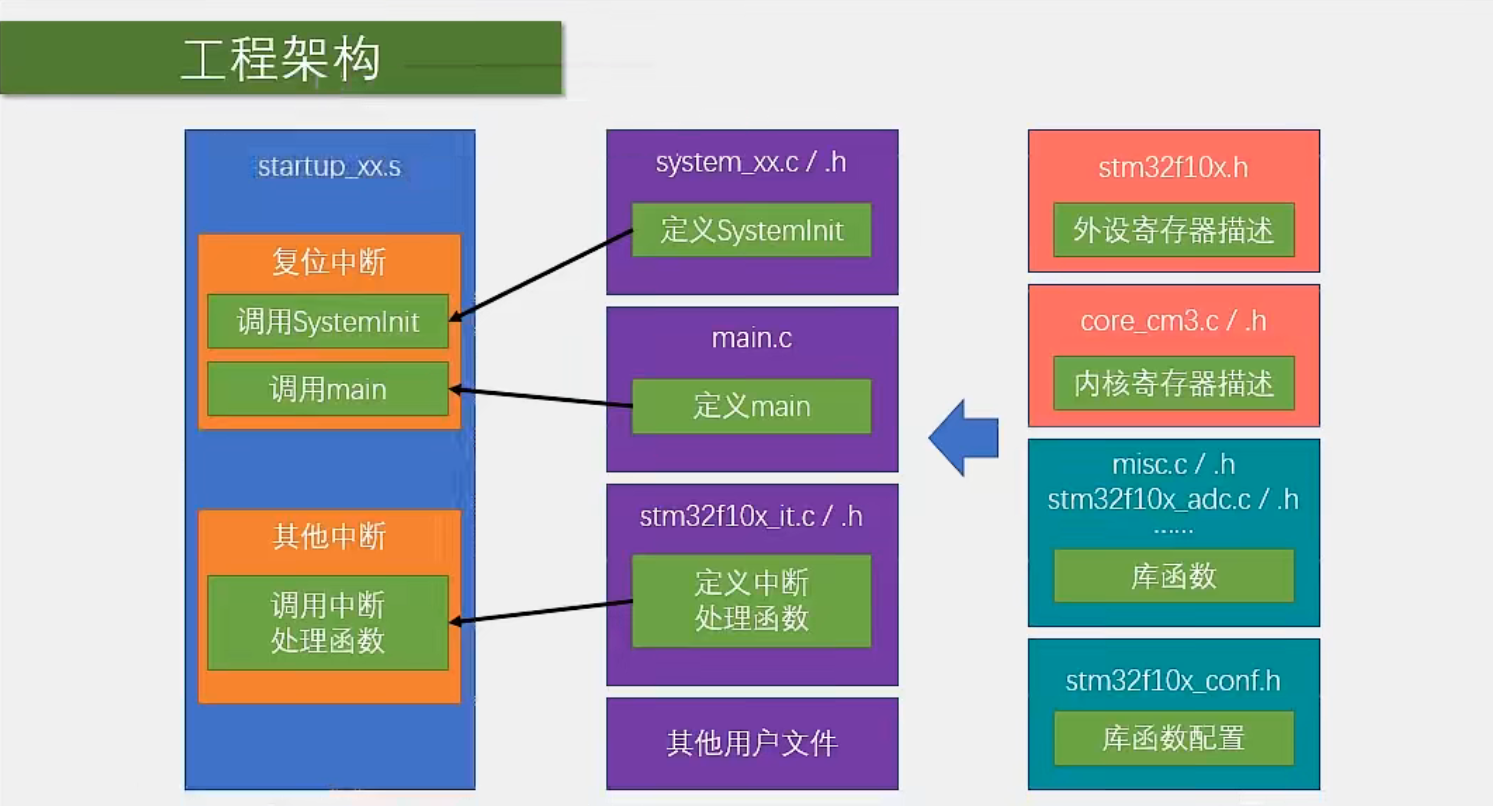 工程架构
startup_xx.s
复位中断
调用SystemInit
调用main
其他中断
调用中断
处理函数
system_xx.c / .h
定义SystemInit
main.c
定义main
stm32f10x_it.c / .h
定义中断
处理函数
其他用户文件
stm32f10x.h
外设寄存器描述
core_cm3.c / .h
内核寄存器描述
misc.c / .h
stm32f10x_adc.c / .h
......
库函数
stm32f10x_conf.h
库函数配置